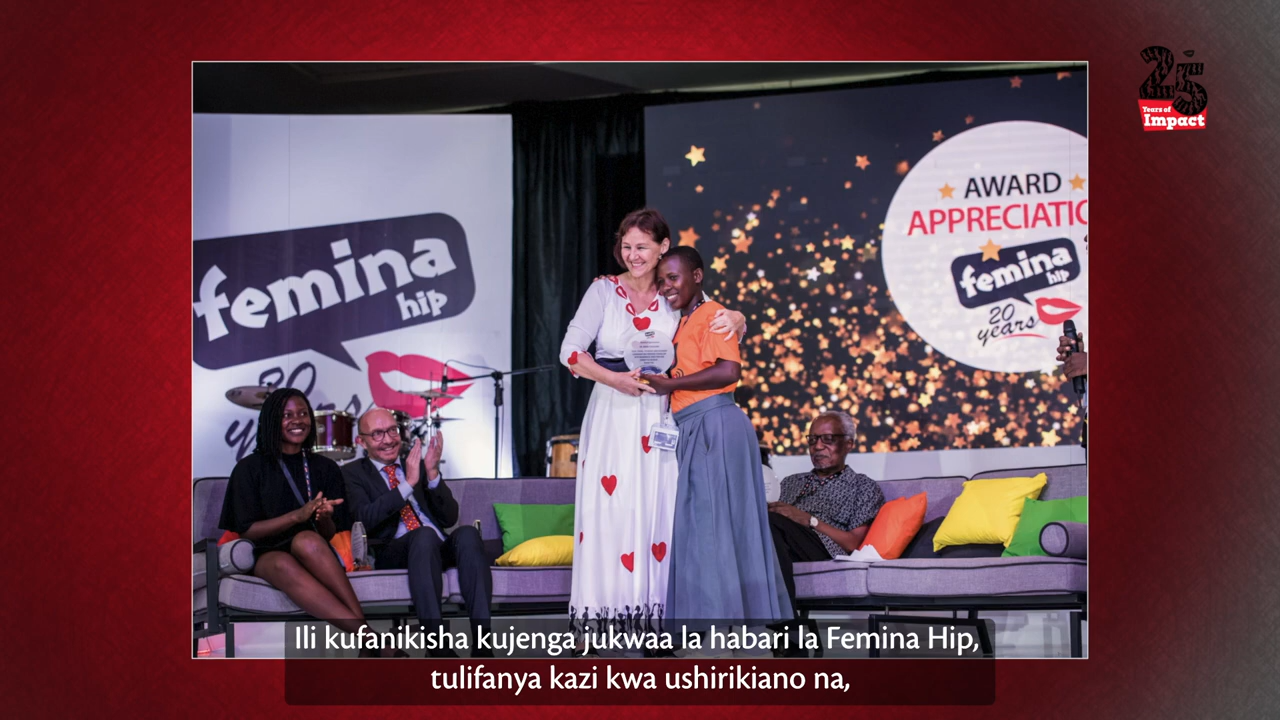 25
Years of
Impact
AWARD
APPRECIATIO
femina
hip
20
years
femina
hip
20
years
Ili kufanikisha kujenga jukwaa la habari la Femina Hip,
tulifanya kazi kwa ushirikiano na,